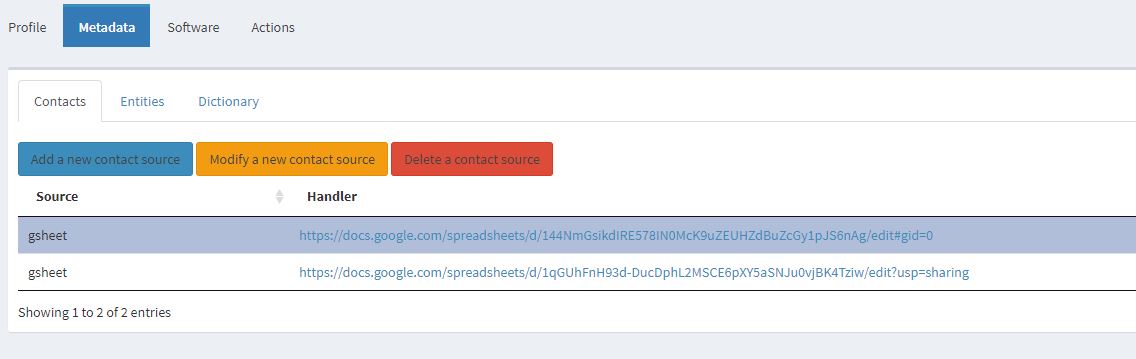 Profile Metadata Software Actions
Contacts Entities Dictionary
Add a new contact source Modify a new contact source Delete a contact source
Source Handler
gsheet https://docs.google.com/spreadsheets/d/144NmGsikdIRE578IN0McK9uZEUHZdBuZcGy1pJS6nAg/edit#gid=0
gsheet https://docs.google.com/spreadsheets/d/1qGUhFnH93d-DucDphL2MSCE6pXY5aSNJu0vjBK4Tziw/edit?usp=sharing
Showing 1 to 2 of 2 entries